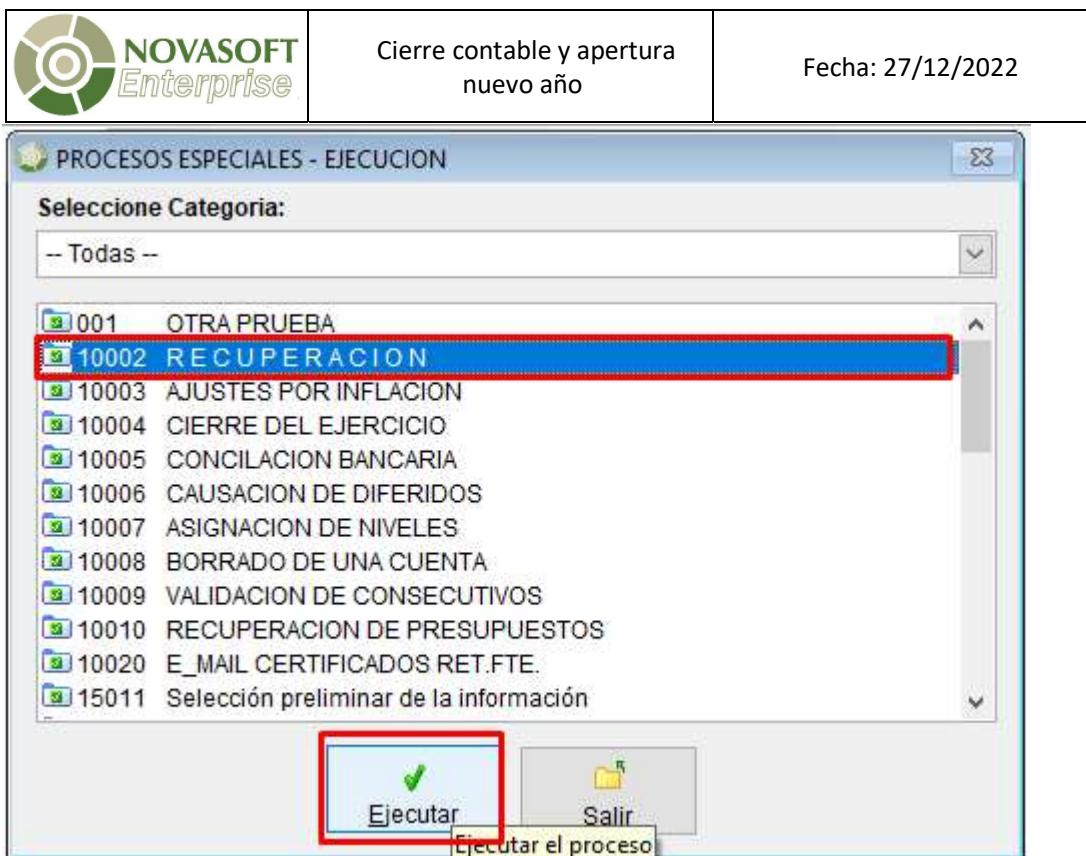 NOVASOFT
Enterprise
Cierre contable y apertura
nuevo año
Fecha: 27/12/2022
PROCESOS ESPECIALES - EJECUCION
Seleccione Categoria:
-- Todas --
001 OTRA PRUEBA
10002 R E C U P E R A C I O N
10003 AJUSTES POR INFLACION
10004 CIERRE DEL EJERCICIO
10005 CONCILACION BANCARIA
10006 CAUSACION DE DIFERIDOS
10007 ASIGNACION DE NIVELES
10008 BORRADO DE UNA CUENTA
10009 VALIDACION DE CONSECUTIVOS
10010 RECUPERACION DE PRESUPUESTOS
10020 E_MAIL CERTIFICADOS RET.FTE.
15011 Selección preliminar de la información
Ejecutar
Salir
Ejecutar el proceso